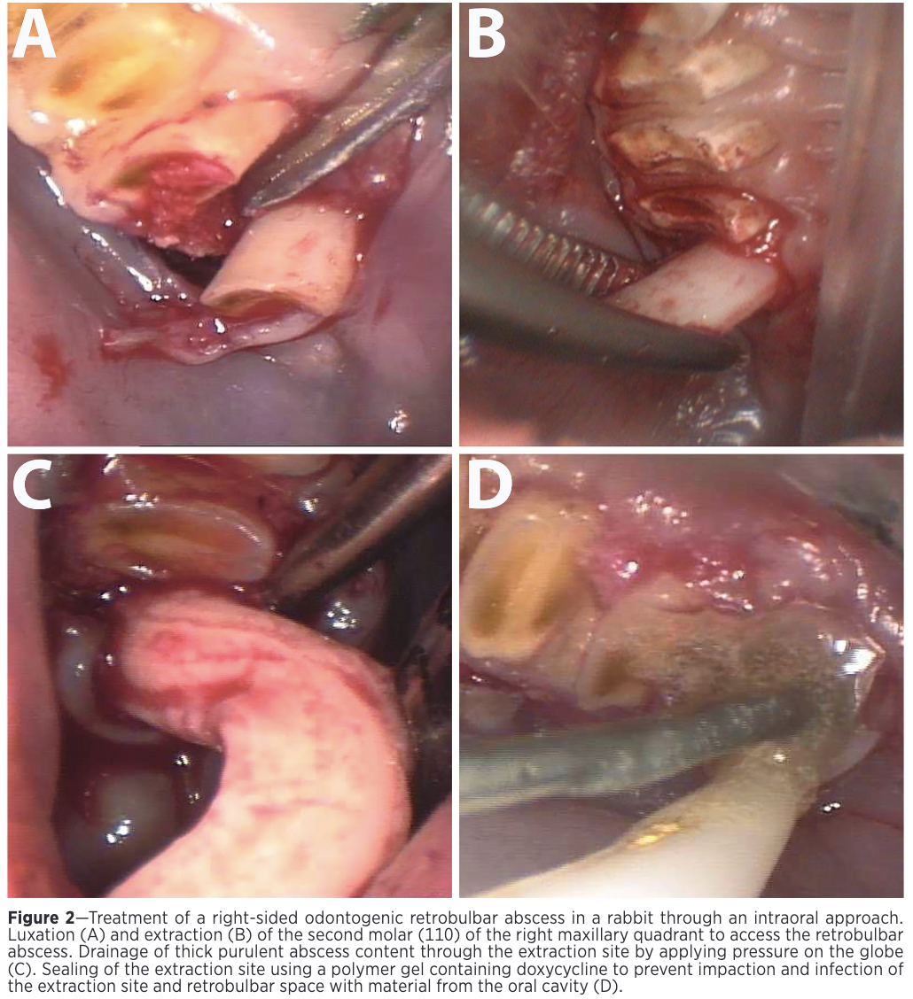 A
B
C
D
Figure 2—Treatment of a right-sided odontogenic retrobulbar abscess in a rabbit through an intraoral approach.
Luxation (A) and extraction (B) of the second molar (110) of the right maxillary quadrant to access the retrobulbar
abscess. Drainage of thick purulent abscess content through the extraction site by applying pressure on the globe
(C). Sealing of the extraction site using a polymer gel containing doxycycline to prevent impaction and infection of
the extraction site and retrobulbar space with material from the oral cavity (D).